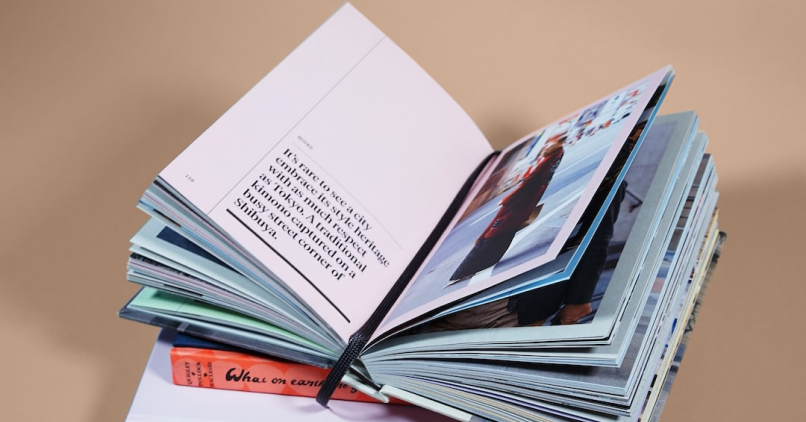 It's rare to see a city
embrace its style heritage
with as much respect
as Tokyo. A traditional
kimono captured on a
busy street corner of
Shibuya.
What on earth